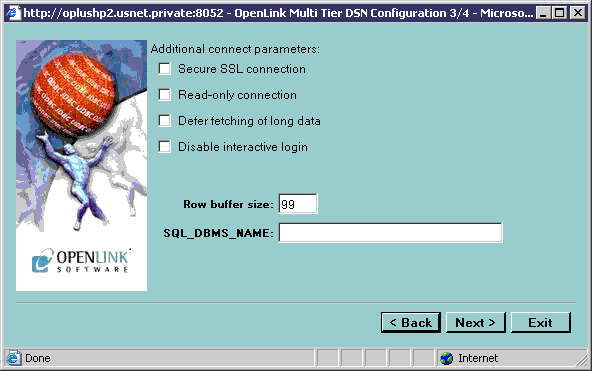 http://oplushp2.usnet.private:8052 - OpenLink Multi Tier DSN Configuration 3/4 - Microso...
Additional connect parameters:
Secure SSL connection
Read-only connection
Defer fetching of long data
Disable interactive login
Row buffer size: 99
SQL_DBMS_NAME:
OPENLINK
SOFTWARE
< Back Next > Exit
Done Internet